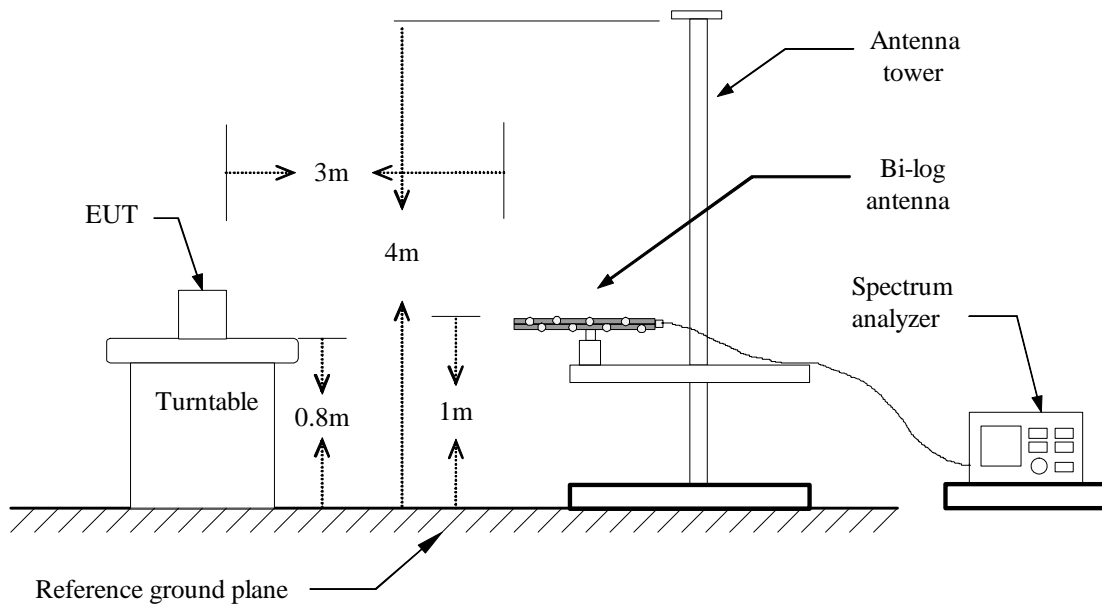 Antenna
tower
3m
Bi-log
antenna
EUT
4m
Spectrum
analyzer
Turntable
0.8m
1m
Reference ground plane